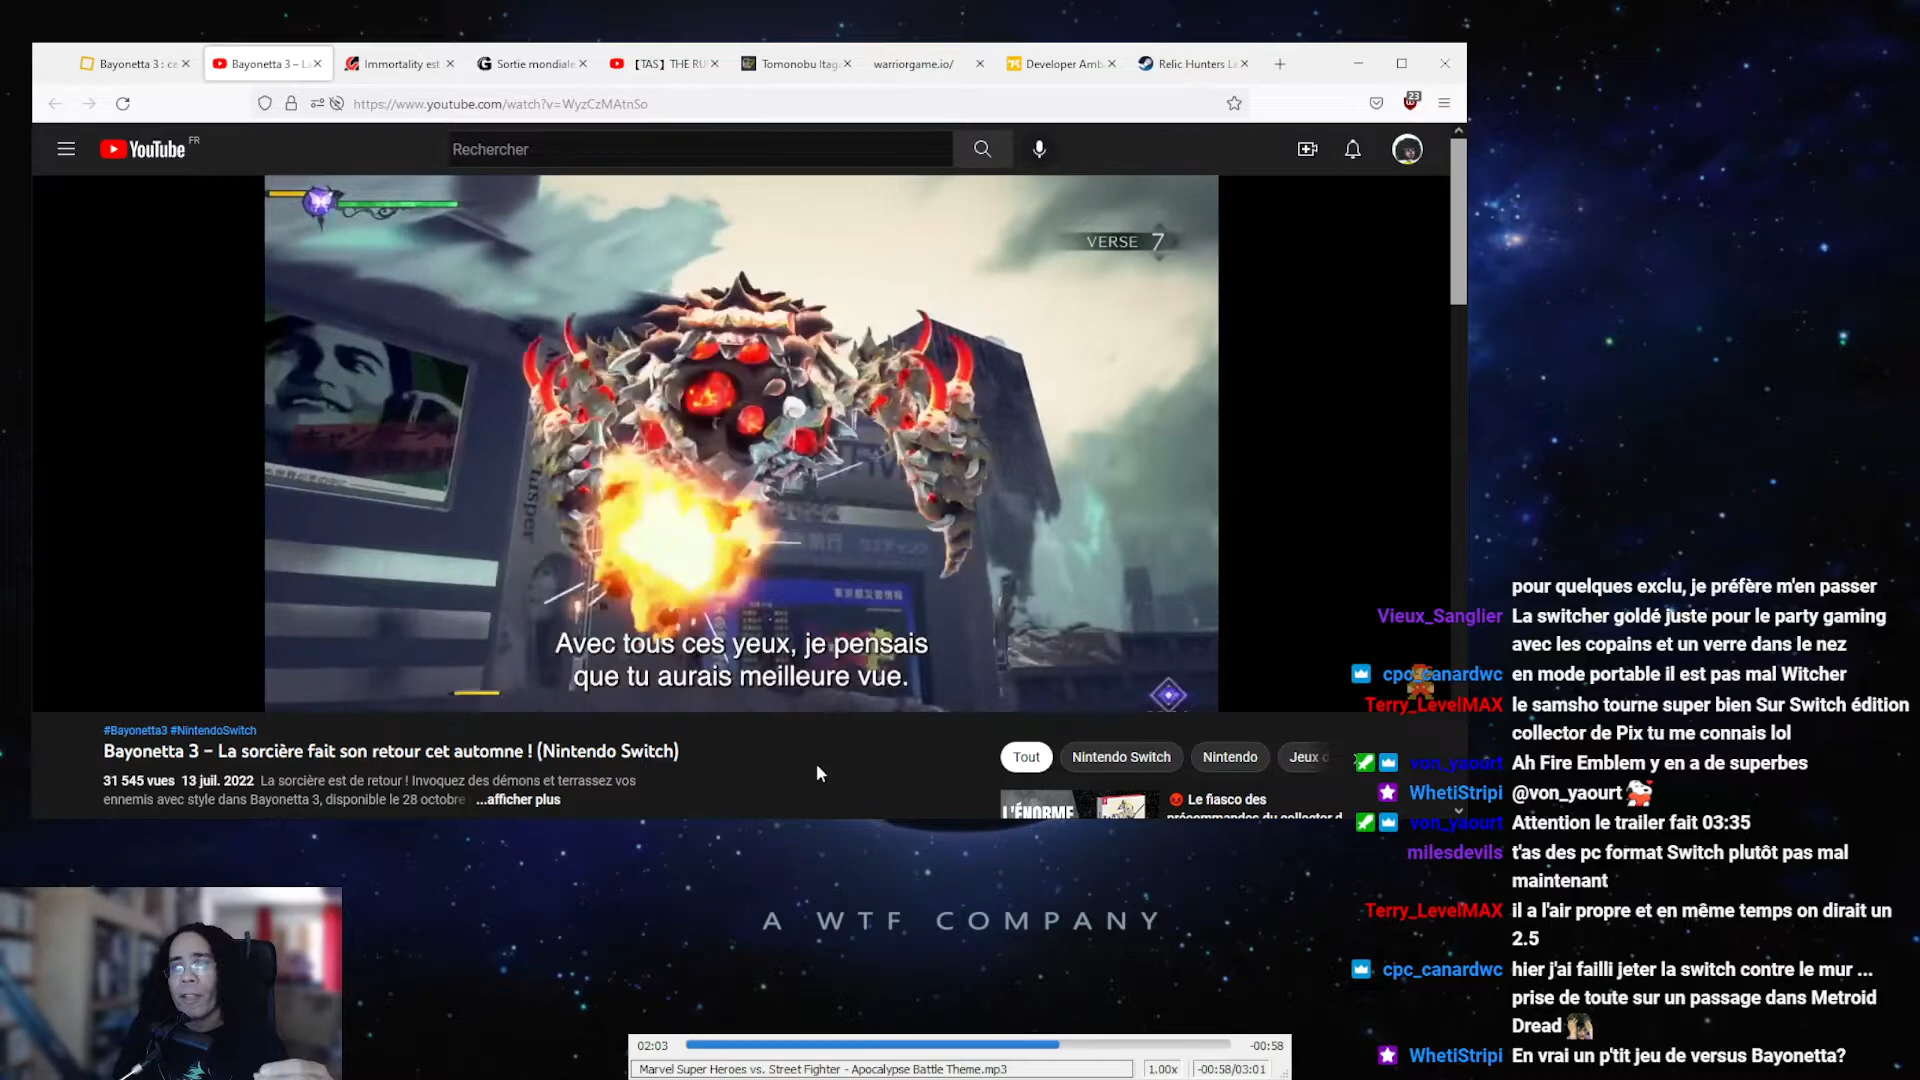 Bayonetta 3 : ce
Bayonetta 3 – L
Immortality est
Sortie mondiale
【TAS】THE RU
Tomonobu Itag
warriorgame.io/
Developer Amb
Relic Hunters Le
https://www.youtube.com/watch?v=WyzCzMAtnSo
23
YouTube FR
Rechercher
VERSE 7
Avec tous ces yeux, je pensais
que tu aurais meilleure vue.
#Bayonetta3 #NintendoSwitch
Bayonetta 3 – La sorcière fait son retour cet automne ! (Nintendo Switch)
31 545 vues 13 juil. 2022 La sorcière est de retour ! Invoquez des démons et terrassez vos
ennemis avec style dans Bayonetta 3, disponible le 28 octobre ...afficher plus
Tout
Nintendo Switch
Nintendo
Jeux d
L'ÉNORME
Le fiasco des
précommandes du collector d
pour quelques exclu, je préfère m'en passer
Vieux_Sanglier La switcher goldé juste pour le party gaming
avec les copains et un verre dans le nez
cpc_canardwc en mode portable il est pas mal Witcher
Terry_LevelMAX le samsho tourne super bien Sur Switch édition
collector de Pix tu me connais lol
von_yaourt Ah Fire Emblem y en a de superbes
WhetiStripi @von_yaourt
von_yaourt Attention le trailer fait 03:35
milesdevils t'as des pc format Switch plutôt pas mal
maintenant
Terry_LevelMAX il a l'air propre et en même temps on dirait un
2.5
cpc_canardwc hier j'ai failli jeter la switch contre le mur ...
prise de toute sur un passage dans Metroid
Dread
WhetiStripi En vrai un p'tit jeu de versus Bayonetta?
A WTF COMPANY
02:03
-00:58
Marvel Super Heroes vs. Street Fighter - Apocalypse Battle Theme.mp3
1.00x
-00:58/03:01